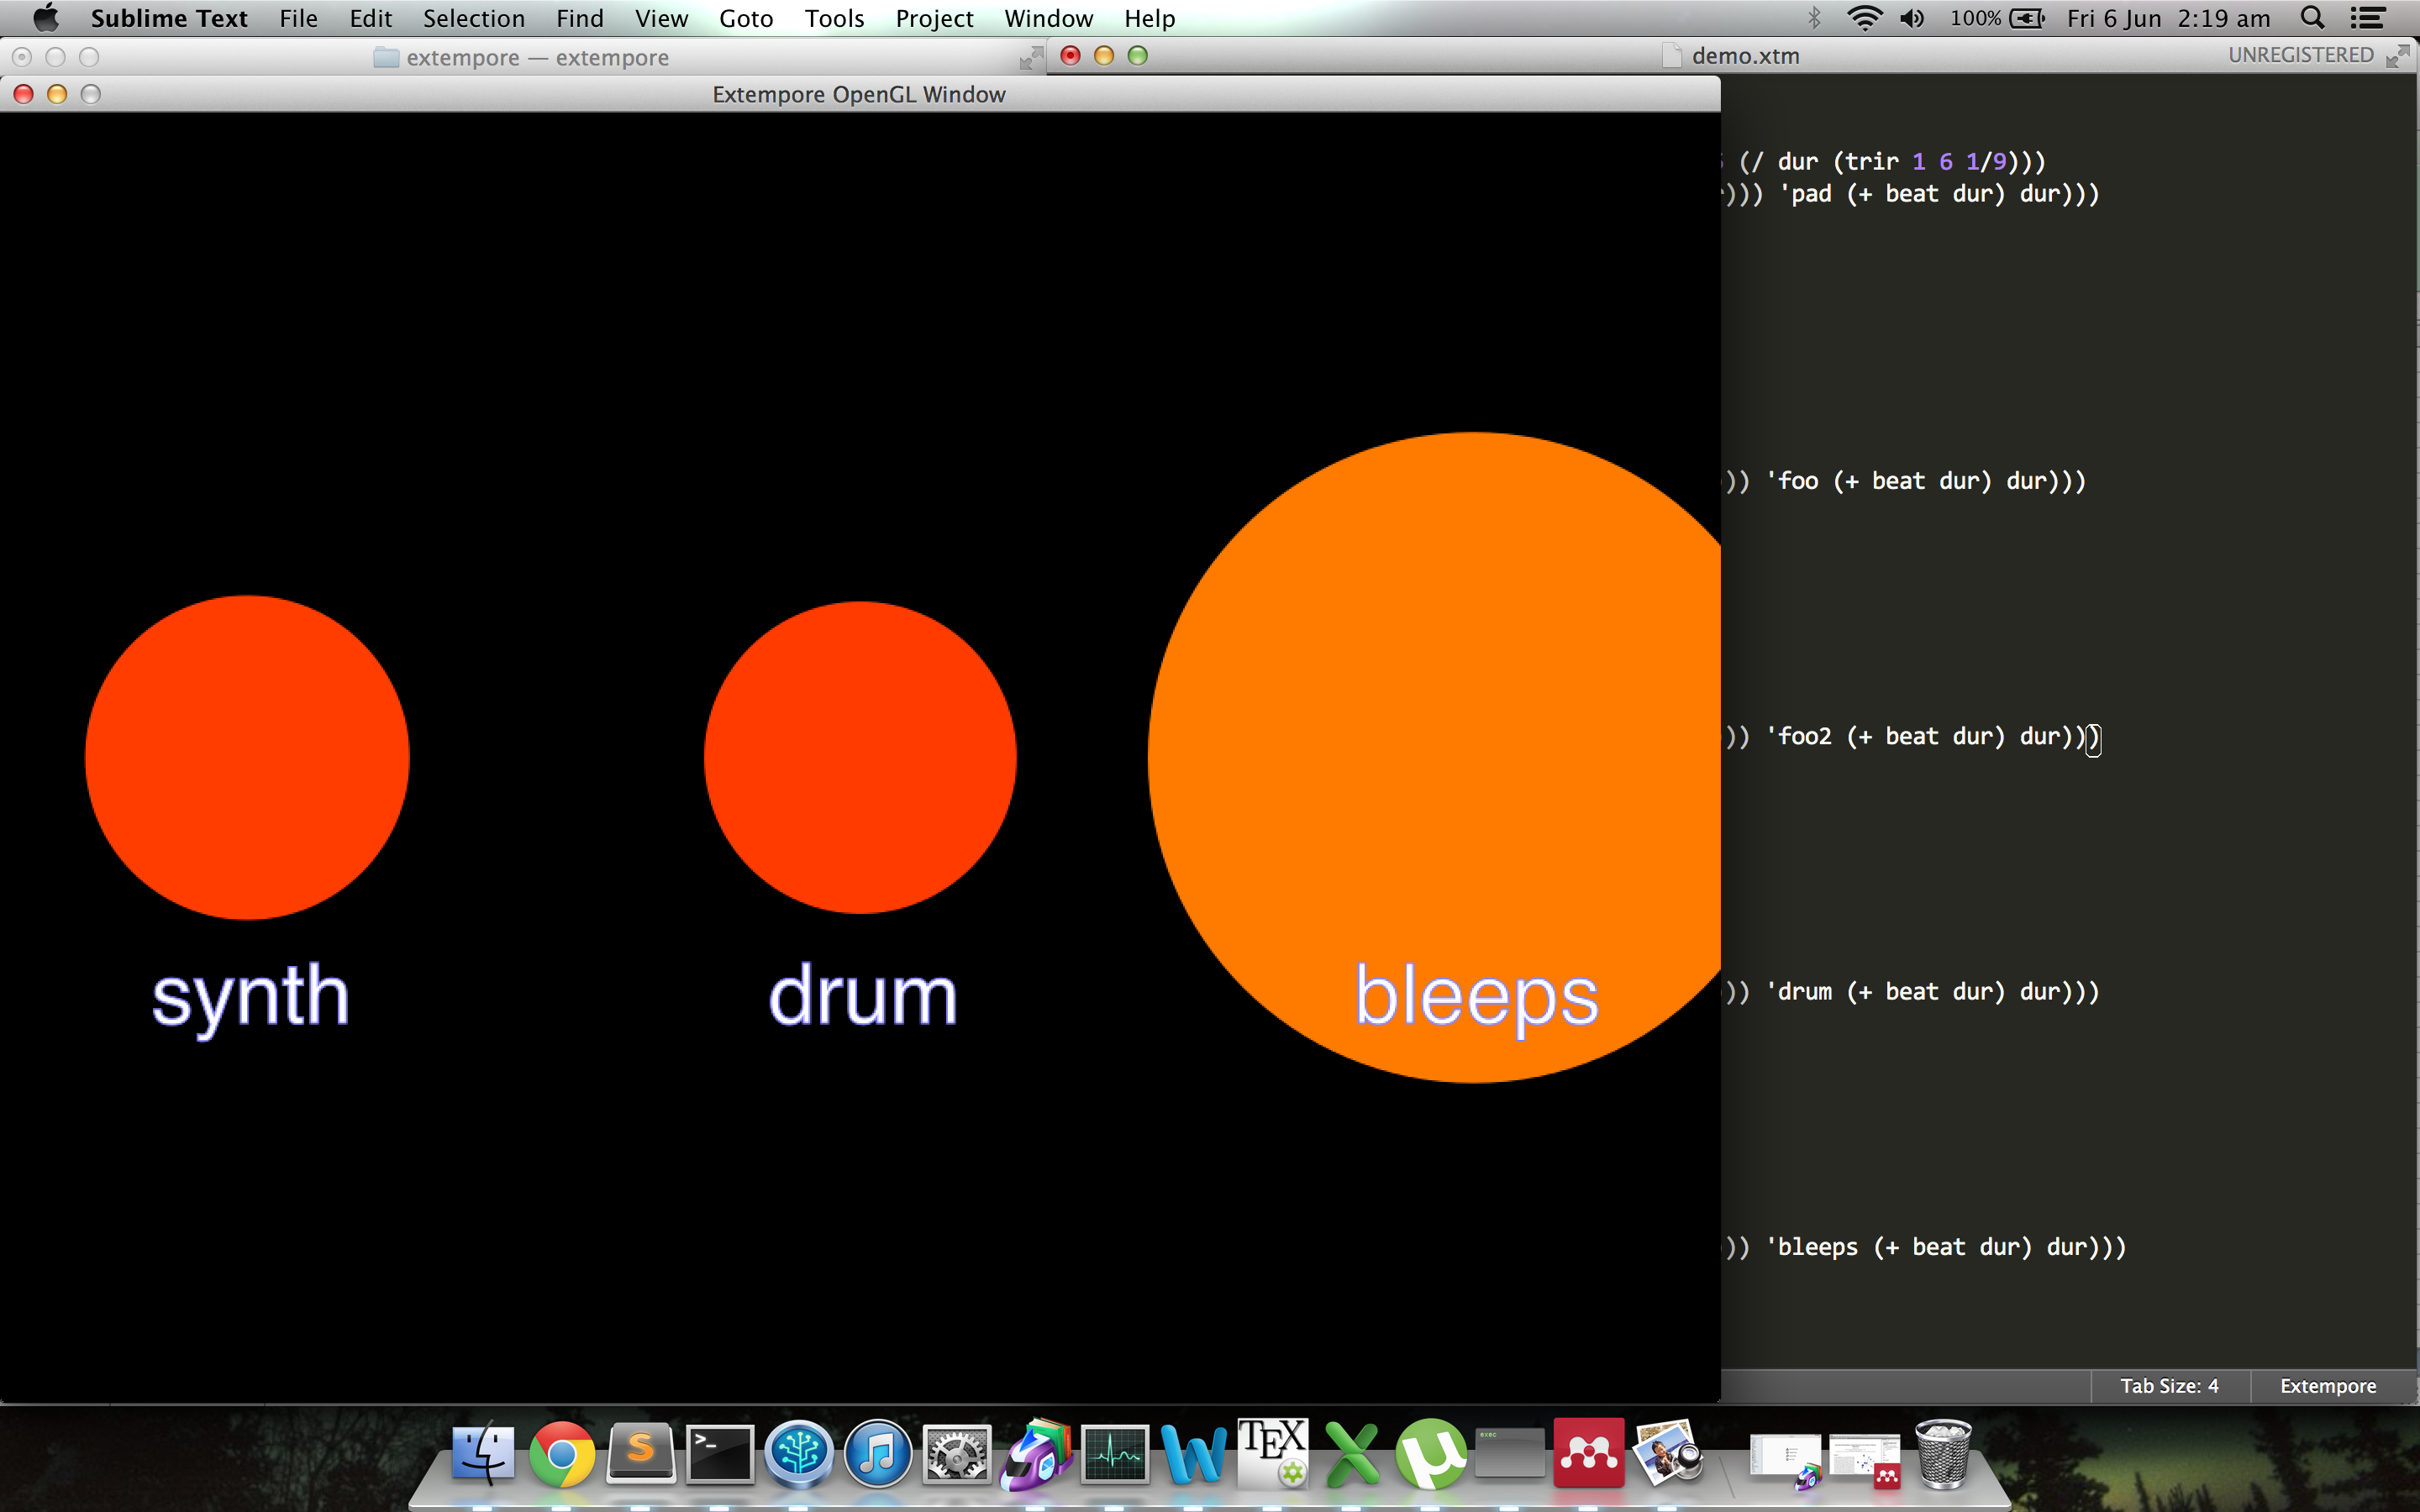 Sublime Text File Edit Selection Find View Goto Tools Project Window Help 100% Fri 6 Jun 2:19 am
extempore — extempore
demo.xtm
UNREGISTERED
Extempore OpenGL Window
(/ dur (trir 1 6 1/9)))
))) 'pad (+ beat dur) dur)))
)) 'foo (+ beat dur) dur)))
)) 'foo2 (+ beat dur) dur)))
synth
drum
bleeps
)) 'drum (+ beat dur) dur)))
)) 'bleeps (+ beat dur) dur)))
Tab Size: 4 Extempore
S
>_
W
TEX
X
µ
exec